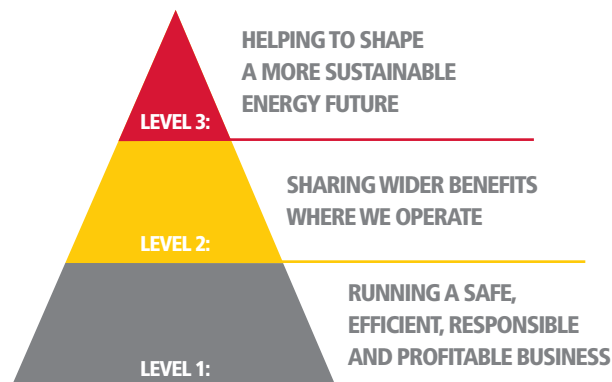 HELPING TO SHAPE
A MORE SUSTAINABLE
ENERGY FUTURE
LEVEL 3:
SHARING WIDER BENEFITS
WHERE WE OPERATE
LEVEL 2:
RUNNING A SAFE,
EFFICIENT, RESPONSIBLE
AND PROFITABLE BUSINESS
LEVEL 1: